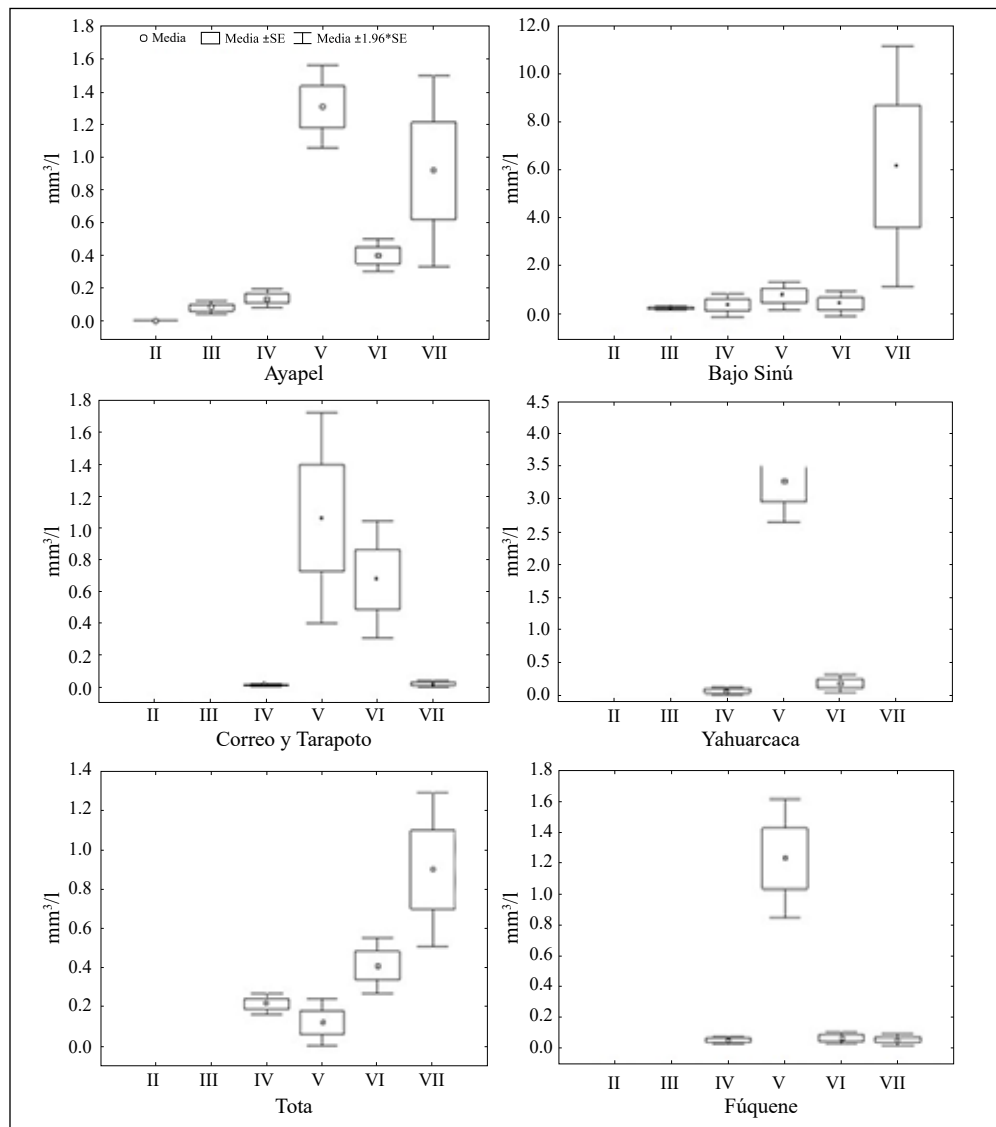 1.8
1.6
1.4
1.2
1.0
0.8
0.6
0.4
0.2
0.0
mm³/l
Media Media ±SE Media ±1.96*SE
II III IV V VI VII
Ayapel
12.0
10.0
8.0
6.0
4.0
2.0
0.0
mm³/l
II III IV V VI VII
Bajo Sinú
1.8
1.6
1.4
1.2
1.0
0.8
0.6
0.4
0.2
0.0
mm³/l
II III IV V VI VII
Correo y Tarapoto
4.5
4.0
3.5
3.0
2.5
2.0
1.5
1.0
0.5
0.0
mm³/l
II III IV V VI VII
Yahuarcaca
1.4
1.2
1.0
0.8
0.6
0.4
0.2
0.0
mm³/l
II III IV V VI VII
Tota
1.8
1.6
1.4
1.2
1.0
0.8
0.6
0.4
0.2
0.0
mm³/l
II III IV V VI VII
Fúquene